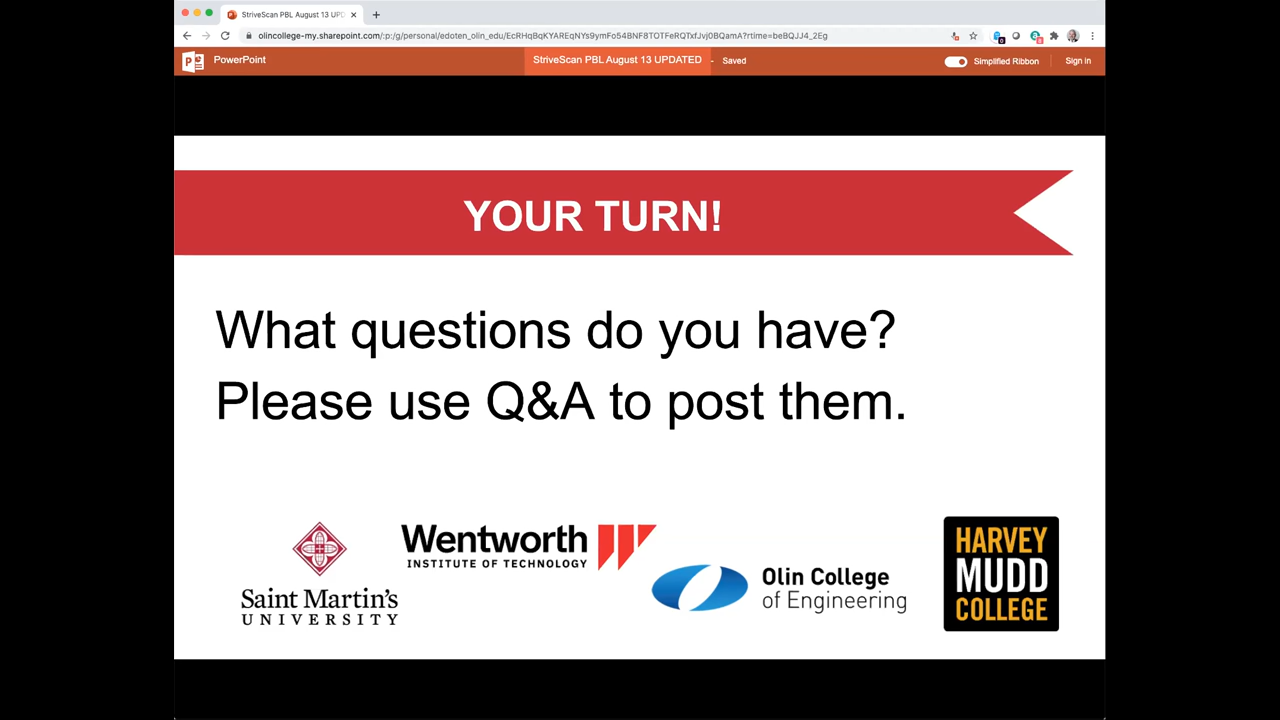 StriveScan PBL August 13 UPD
olincollege-my.sharepoint.com/:p:/g/personal/edoten_olin_edu/EcRHqBqKYAREqNYs9ymFo54BNF8TOTFeRQTxfJvj0BQamA?rtime=beBQJJ4_2Eg
PowerPoint
StriveScan PBL August 13 UPDATED - Saved
Simplified Ribbon
Sign in
YOUR TURN!
What questions do you have?
Please use Q&A to post them.
Saint Martin's
UNIVERSITY
Wentworth
INSTITUTE OF TECHNOLOGY
Olin College
of Engineering
HARVEY
MUDD
COLLEGE